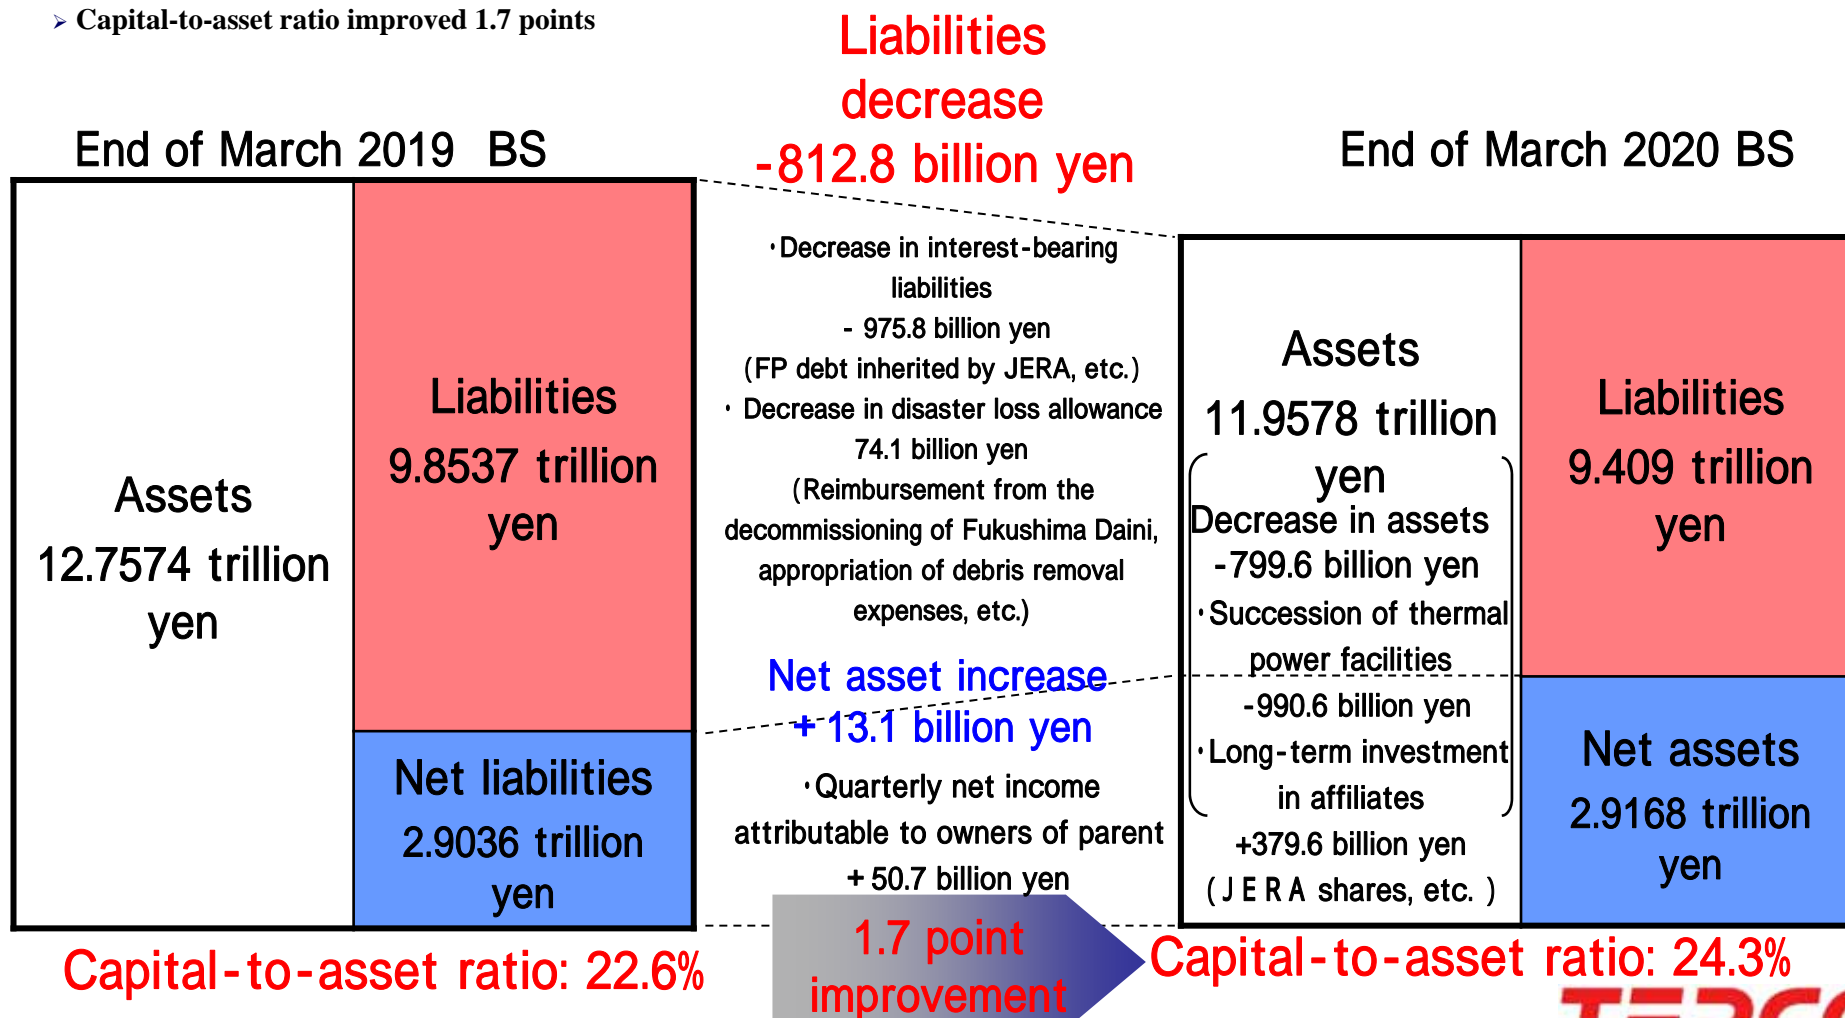 ➢ Capital-to-asset ratio improved 1.7 points
Liabilities
decrease
-812.8 billion yen
End of March 2019 BS
End of March 2020 BS
Assets
12.7574 trillion
yen
Liabilities
9.8537 trillion
yen
Net liabilities
2.9036 trillion
yen
・Decrease in interest-bearing
liabilities
- 975.8 billion yen
(FP debt inherited by JERA, etc.)
・ Decrease in disaster loss allowance
74.1 billion yen
(Reimbursement from the
decommissioning of Fukushima Daini,
appropriation of debris removal
expenses, etc.)
Net asset increase
+13.1 billion yen
・Quarterly net income
attributable to owners of parent
+50.7 billion yen
Assets
11.9578 trillion
yen
Decrease in assets
-799.6 billion yen
・Succession of thermal
power facilities
-990.6 billion yen
・Long-term investment
in affiliates
+379.6 billion yen
(JERA shares, etc. )
Liabilities
9.409 trillion
yen
Net assets
2.9168 trillion
yen
Capital-to-asset ratio: 22.6%
1.7 point
improvement
Capital-to-asset ratio: 24.3%